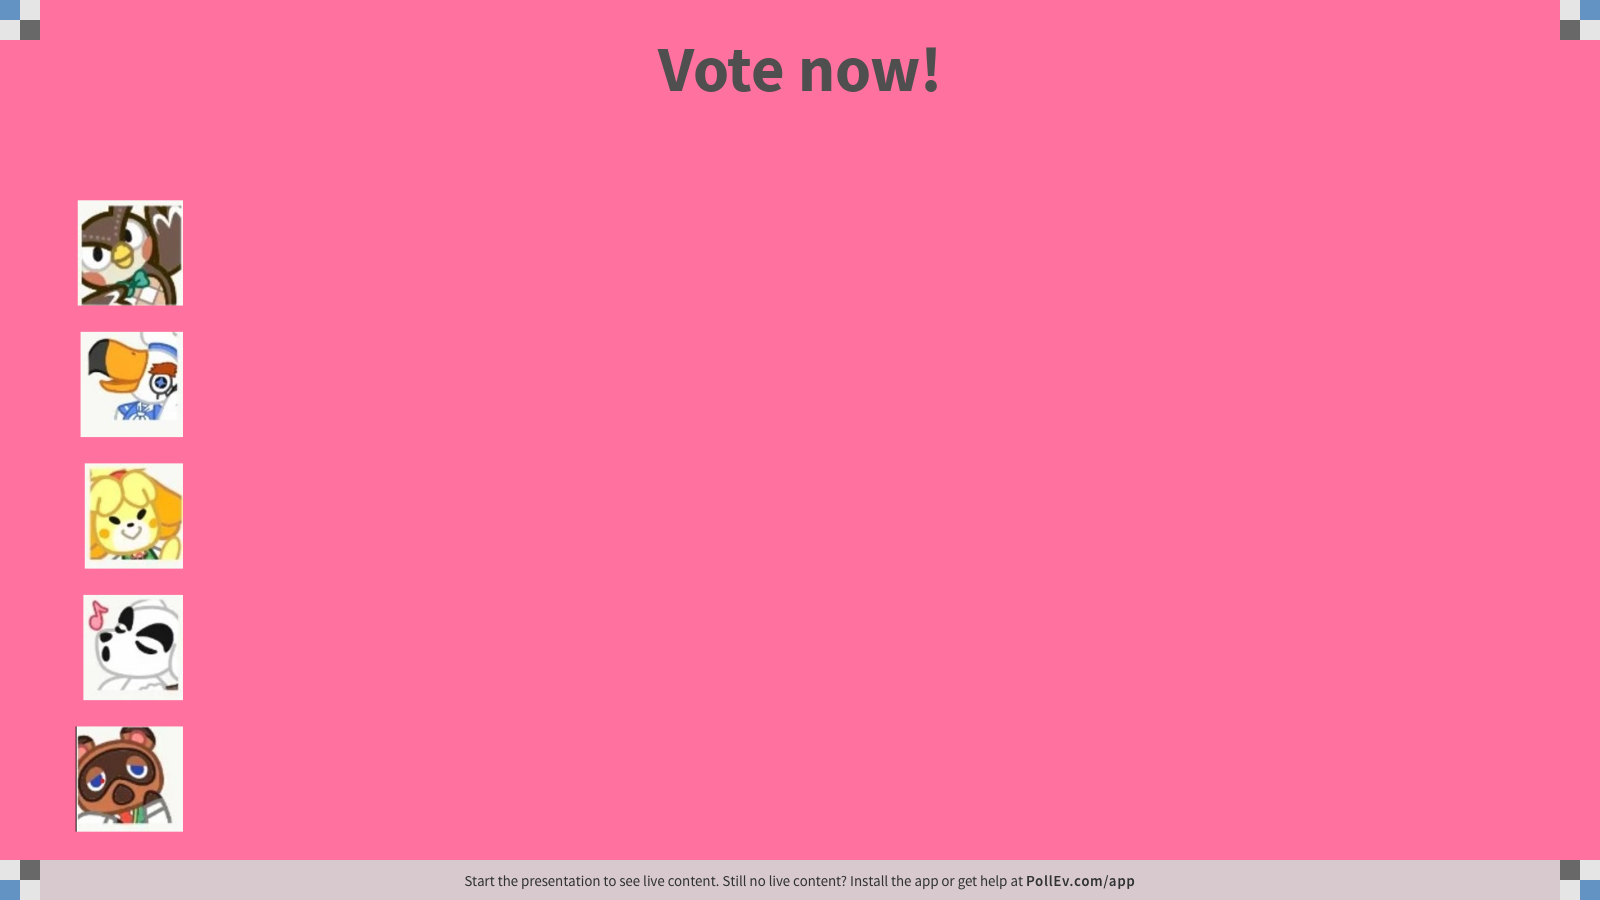 Vote now!
Start the presentation to see live content. Still no live content? Install the app or get help at PollEv.com/app